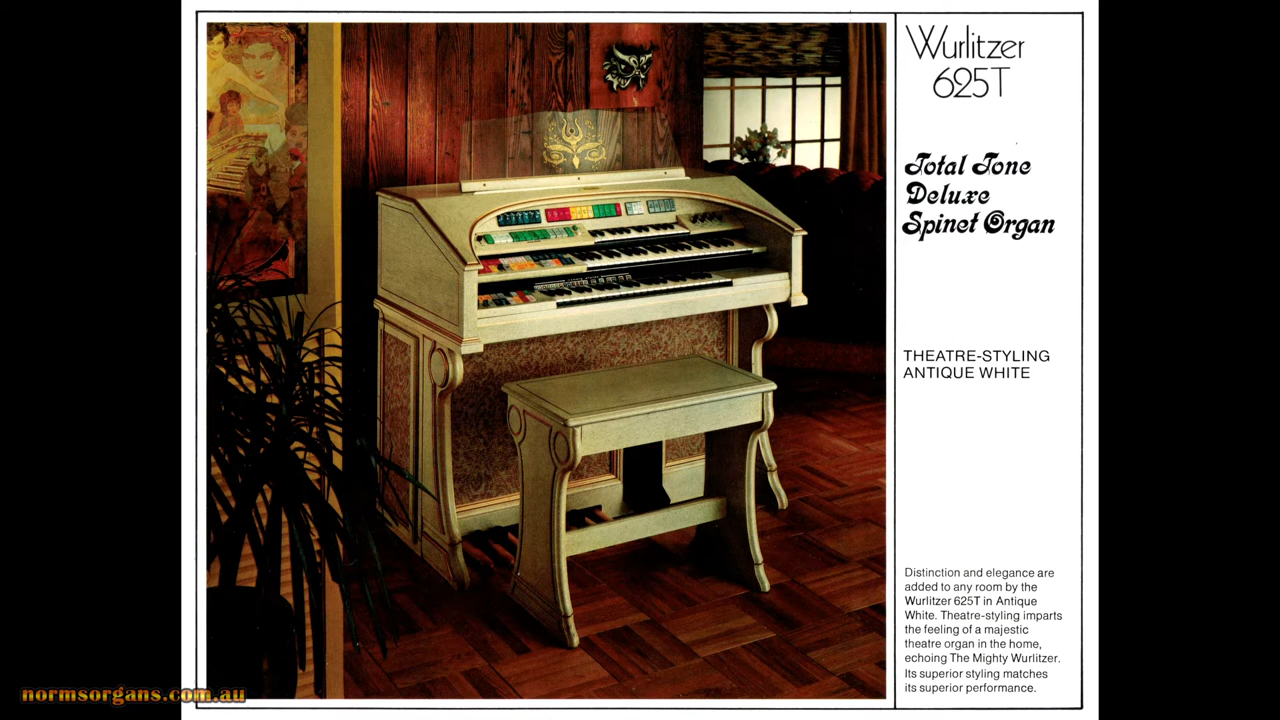 Wurlitzer
625T
Total Tone
Deluxe
Spinet Organ
THEATRE-STYLING
ANTIQUE WHITE
Distinction and elegance are
added to any room by the
Wurlitzer 625T in Antique
White. Theatre-styling imparts
the feeling of a majestic
theatre organ in the home,
echoing The Mighty Wurlitzer.
Its superior styling matches
its superior performance.
normsorgans.com.au